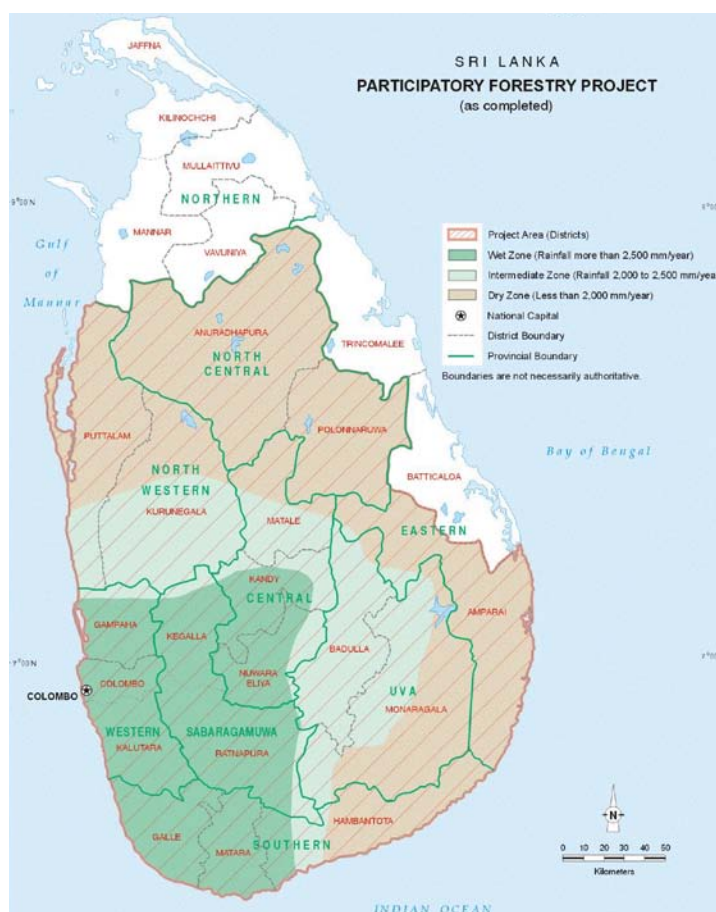 SRI LANKA
PARTICIPATORY FORESTRY PROJECT
(as completed)
JAFFNA
KILINOCHCHI
MULLAITTIVU
NORTHERN
MANNAR
VAVUNIYA
9°00 N
Gulf
of
Mannar
Project Area (Districts)
Wet Zone (Rainfall more than 2,500 mm/year)
Intermediate Zone (Rainfall 2,000 to 2,500 mm/year
Dry Zone (Less than 2,000 mm/year)
National Capital
District Boundary
Provincial Boundary
Boundaries are not necessarily authoritative.
ANURADHAPURA
NORTH
CENTRAL
TRINCOMALEE
PUTTALAM
POLONNARUWA
Bay of Bengal
BATTICALOA
NORTH
WESTERN
KURUNEGALA
MATALE
EASTERN
KANDY
CENTRAL
AMPARAI
GAMPAHA
KEGALLA
BADULLA
7°00 N
NUWARA
ELIYA
COLOMBO
COLOMBO
UVA
MONARAGALA
WESTERN
KALUTARA
SABARAGAMUWA
RATNAPURA
HAMBANTOTA
GALLE
MATARA
SOUTHERN
N
0 10 20 30 40 50
Kilometers
INDIAN OCEAN